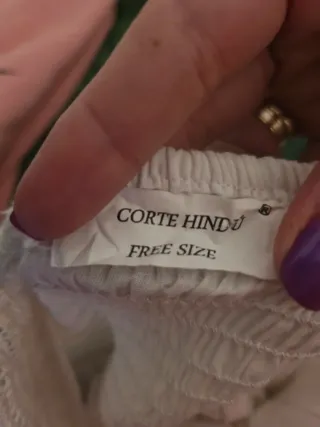 CORTE HINDÚ ®
FREE SIZE